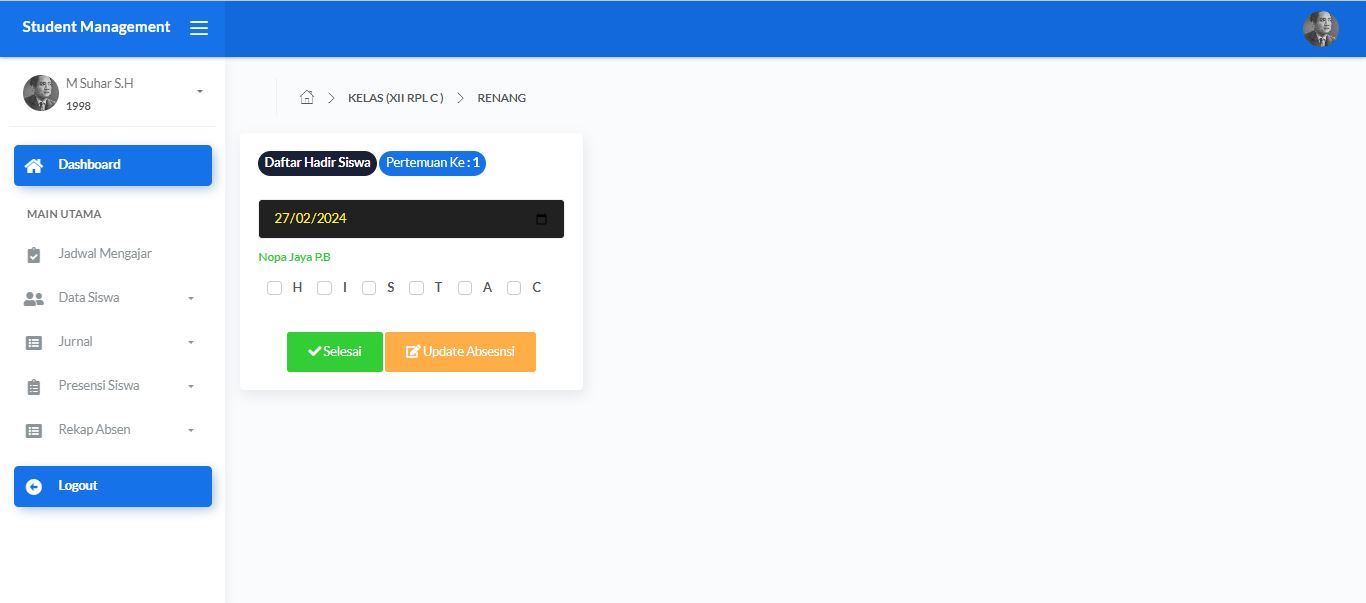 Student Management
M Suhar S.H
1998
KELAS (XII RPL C) RENANG
Dashboard
MAIN UTAMA
Jadwal Mengajar
Data Siswa
Jurnal
Presensi Siswa
Rekap Absen
Logout
Daftar Hadir Siswa Pertemuan Ke : 1
27/02/2024
Nopa Jaya P.B
H I S T A C
Selesai Update Absesnsi